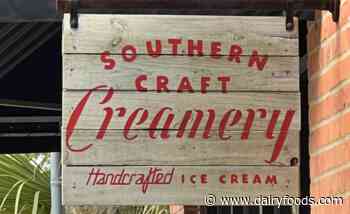 SOUTHERN
CRAFT
Creamery
Handcrafted ICE CREAM
www.dairyfoods.com